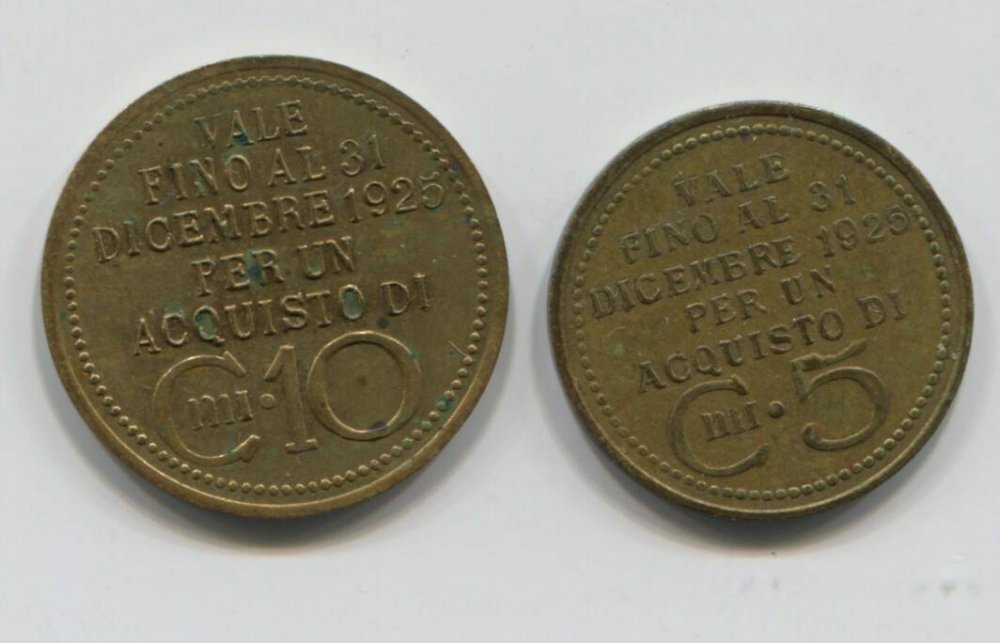 VALE
FINO AL 31
DICEMBRE 1925
PER UN
ACQUISTO DI
Cmi·10
VALE
FINO AL 31
DICEMBRE 1925
PER UN
ACQUISTO DI
Cmi·5